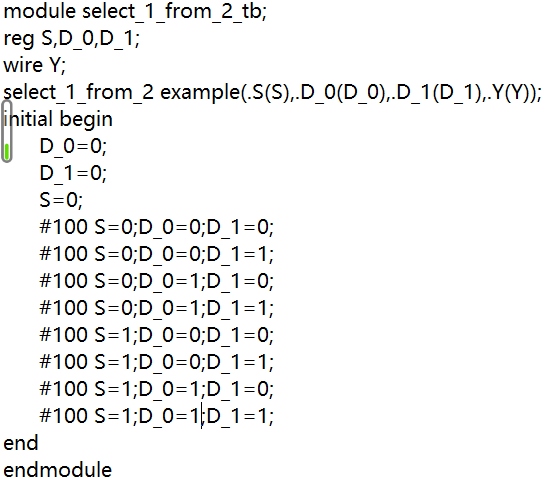 module select_1_from_2_tb;
reg S,D_0,D_1;
wire Y;
select_1_from_2 example(.S(S),.D_0(D_0),.D_1(D_1),.Y(Y));
initial begin
D_0=0;
D_1=0;
S=0;
#100 S=0;D_0=0;D_1=0;
#100 S=0;D_0=0;D_1=1;
#100 S=0;D_0=1;D_1=0;
#100 S=0;D_0=1;D_1=1;
#100 S=1;D_0=0;D_1=0;
#100 S=1;D_0=0;D_1=1;
#100 S=1;D_0=1;D_1=0;
#100 S=1;D_0=1;D_1=1;
end
endmodule